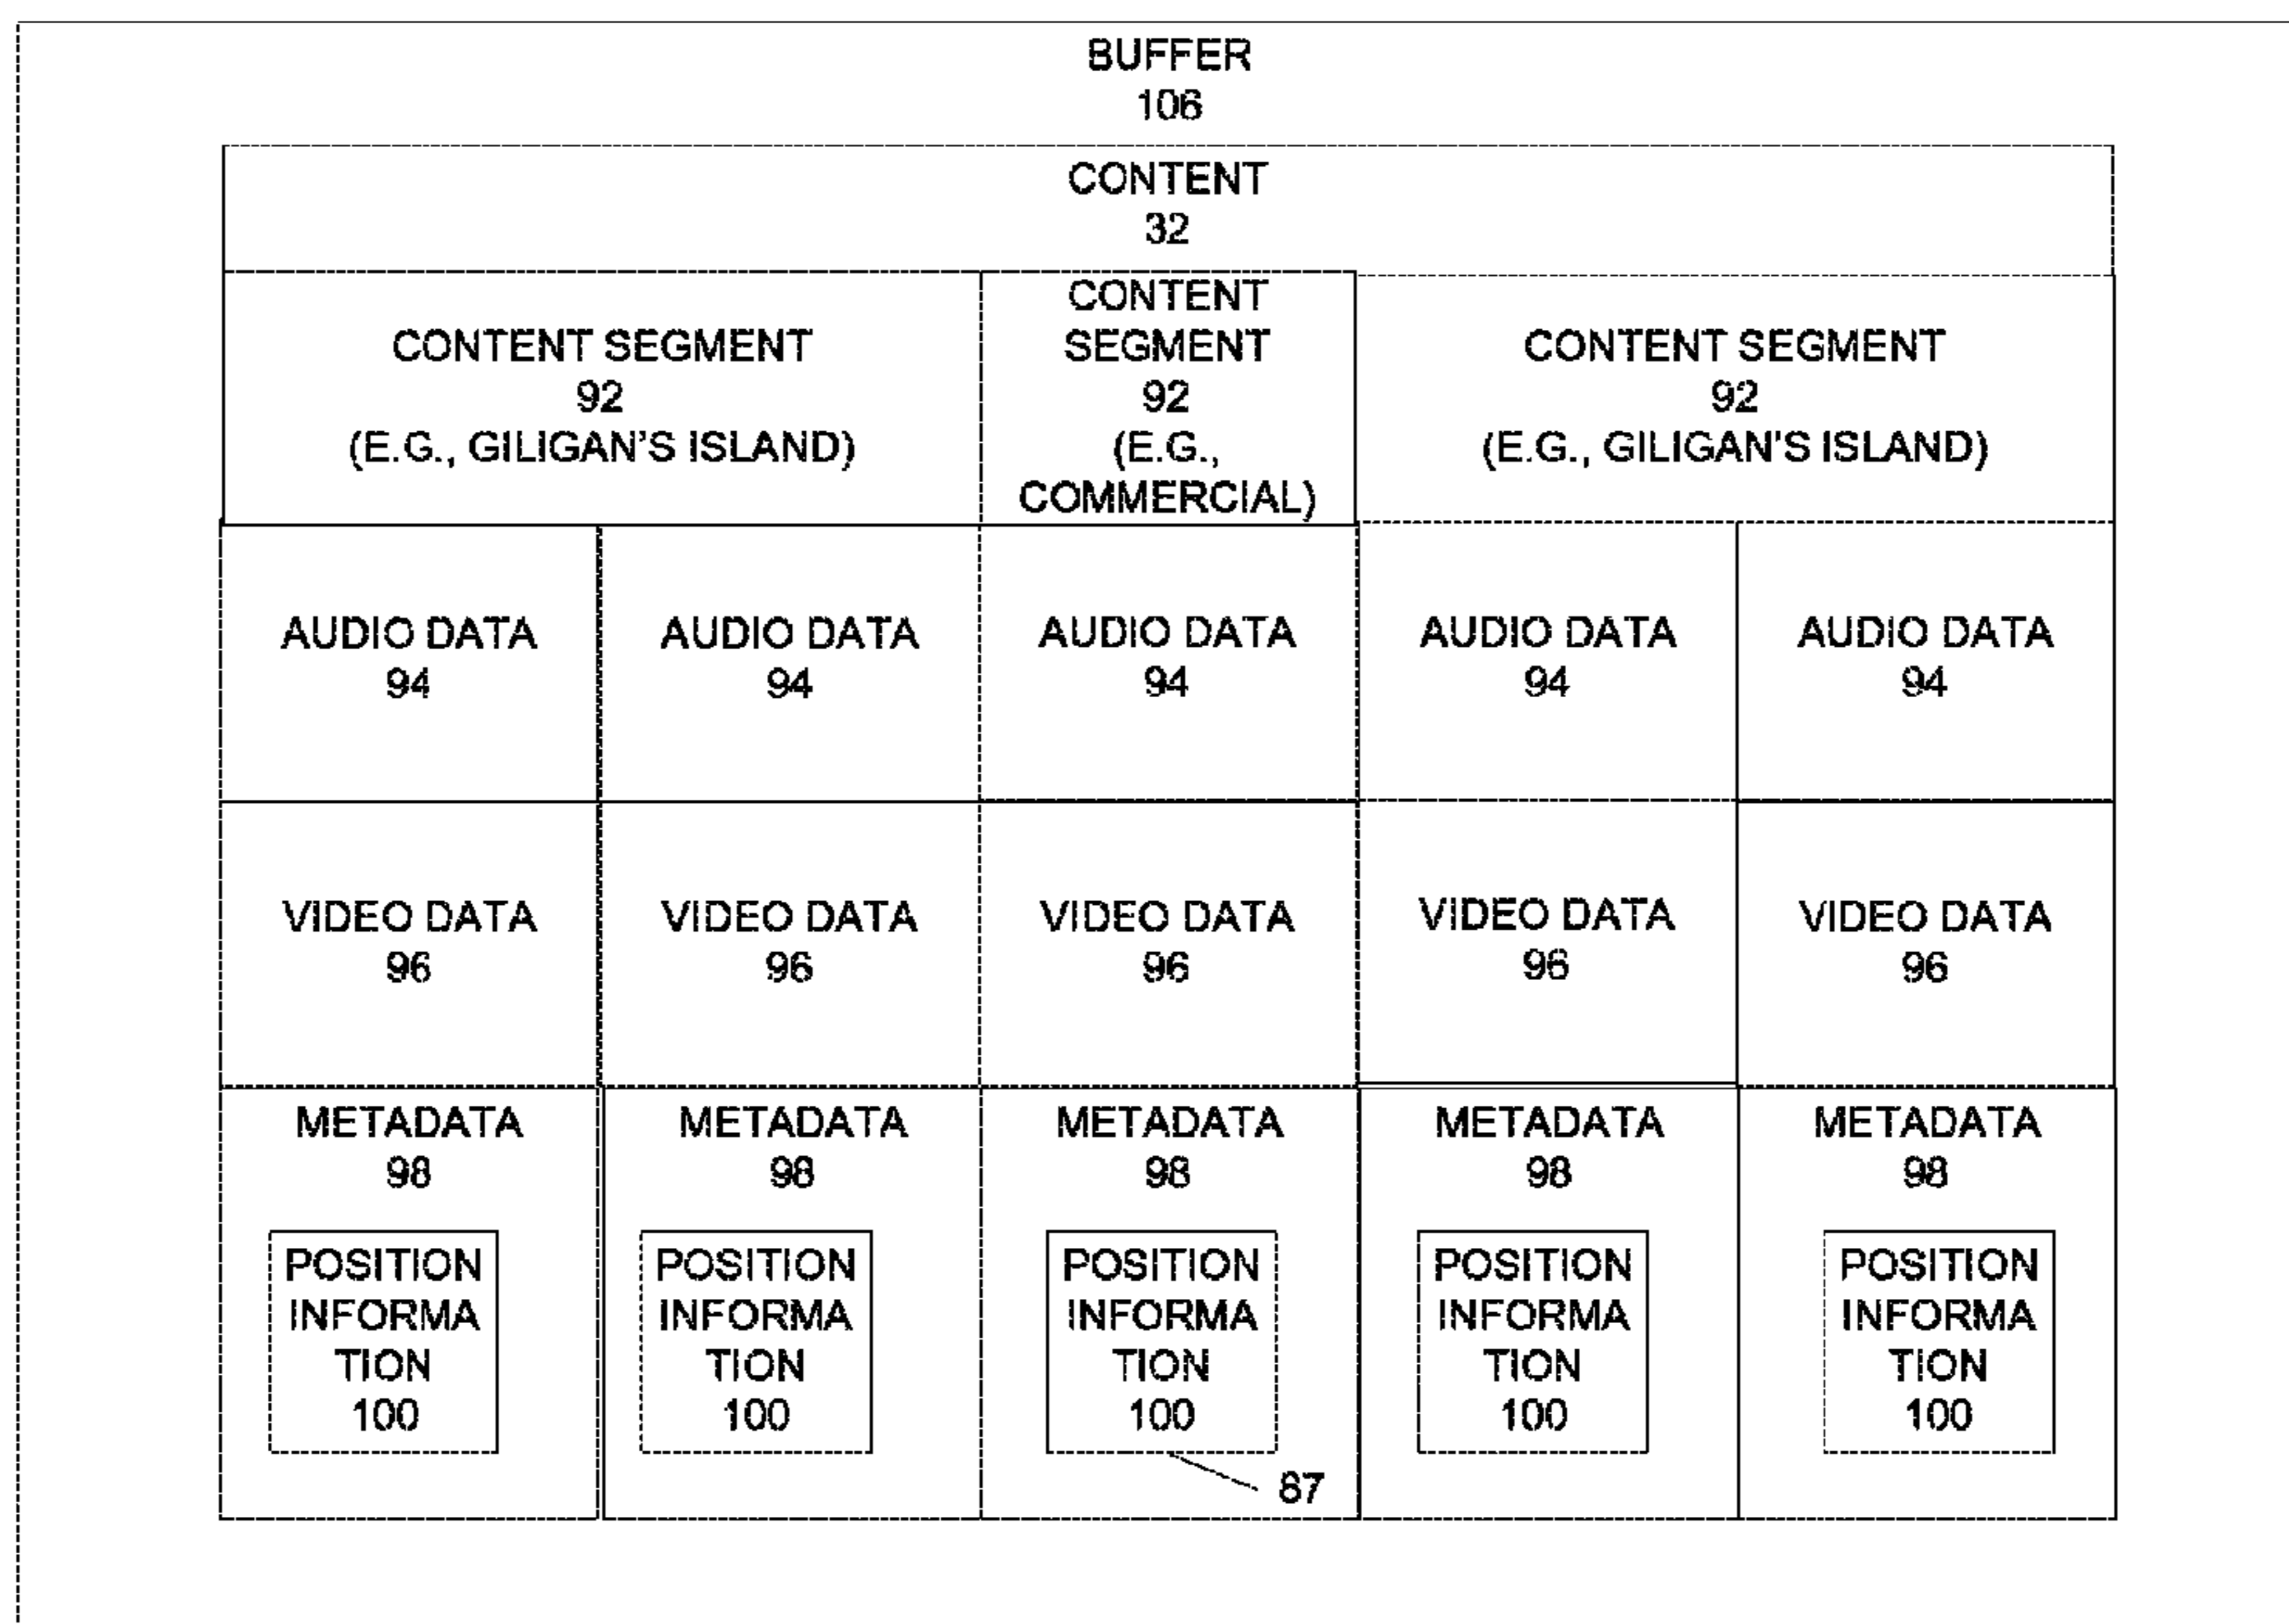 BUFFER
106
CONTENT
32
CONTENT SEGMENT
92
(E.G., GILIGAN'S ISLAND)
CONTENT
SEGMENT
92
(E.G.,
COMMERCIAL)
CONTENT SEGMENT
92
(E.G., GILIGAN'S ISLAND)
AUDIO DATA
94
AUDIO DATA
94
AUDIO DATA
94
AUDIO DATA
94
AUDIO DATA
94
VIDEO DATA
96
VIDEO DATA
96
VIDEO DATA
96
VIDEO DATA
96
VIDEO DATA
96
METADATA
98
POSITION
INFORMA
TION
100
METADATA
98
POSITION
INFORMA
TION
100
METADATA
98
POSITION
INFORMA
TION
100
87
METADATA
98
POSITION
INFORMA
TION
100
METADATA
98
POSITION
INFORMA
TION
100